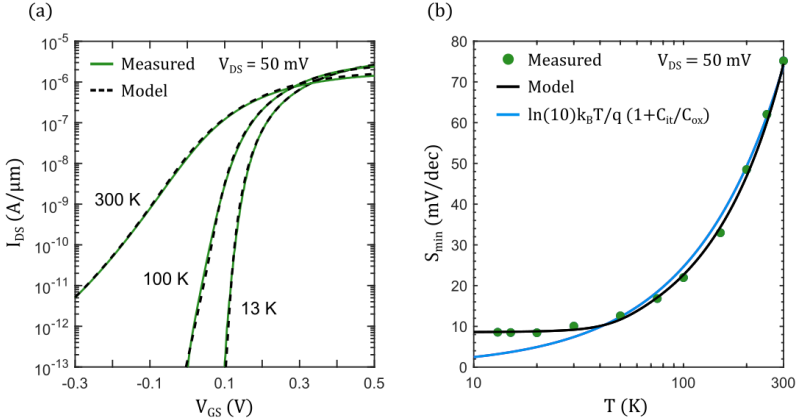 (a)
10⁻⁵
10⁻⁶
10⁻⁷
10⁻⁸
10⁻⁹
10⁻¹⁰
10⁻¹¹
10⁻¹²
10⁻¹³
I_DS (A/μm)
Measured
V_DS = 50 mV
Model
300 K
100 K
13 K
-0.3
-0.1
0.1
0.3
0.5
V_GS (V)
(b)
80
70
60
50
40
30
20
10
0
S_min (mV/dec)
Measured
V_DS = 50 mV
Model
ln(10)k_BT/q (1+C_it/C_ox)
10
100
300
T (K)